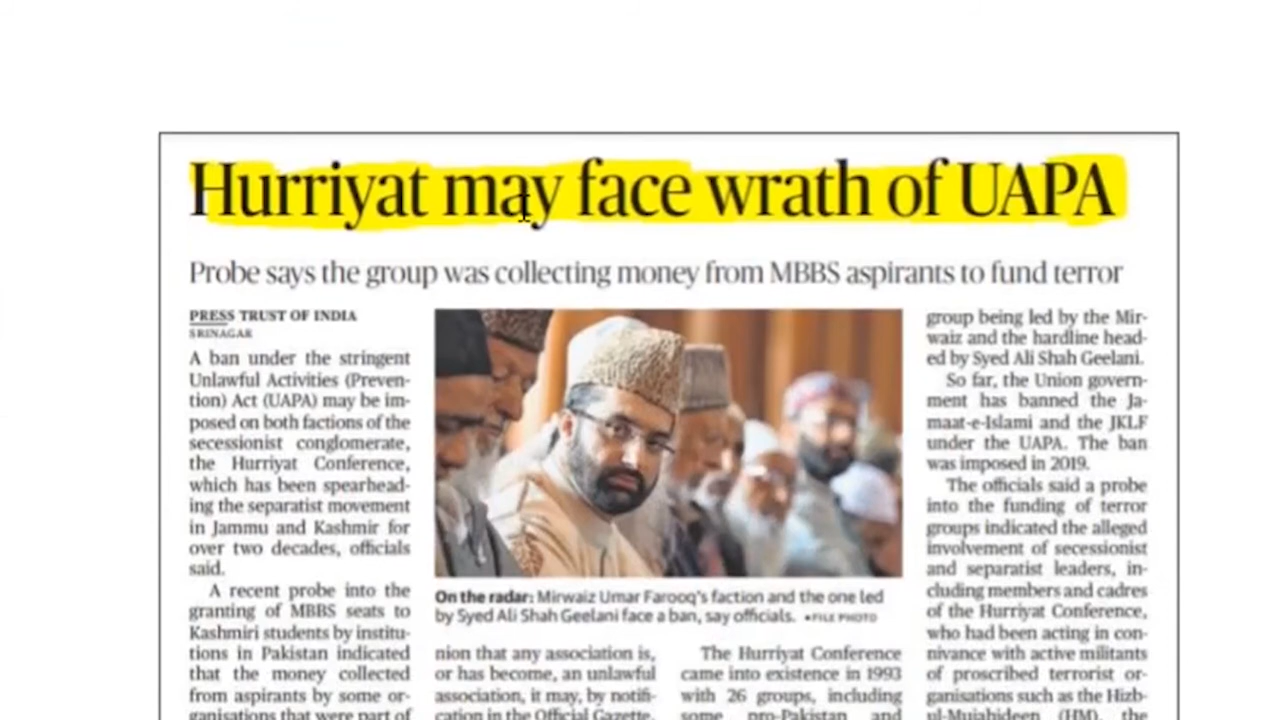 Hurriyat may face wrath of UAPA
Probe says the group was collecting money from MBBS aspirants to fund terror
PRESS TRUST OF INDIA
SRINAGAR
A ban under the stringent
Unlawful Activities (Preven-
tion) Act (UAPA) may be im-
posed on both factions of the
secessionist conglomerate,
the Hurriyat Conference,
which has been spearhead-
ing the separatist movement
in Jammu and Kashmir for
over two decades, officials
said.
A recent probe into the
granting of MBBS seats to
Kashmiri students by institu-
tions in Pakistan indicated
that the money collected
from aspirants by some or-
ganisations that were part of
On the radar: Mirwaiz Umar Farooq's faction and the one led
by Syed Ali Shah Geelani face a ban, say officials. •FILE PHOTO
nion that any association is,
or has become, an unlawful
association, it may, by notifi-
cation in the Official Gazette,
The Hurriyat Conference
came into existence in 1993
with 26 groups, including
some pro-Pakistan and
group being led by the Mir-
waiz and the hardline head-
ed by Syed Ali Shah Geelani.
So far, the Union govern-
ment has banned the Ja-
maat-e-Islami and the JKLF
under the UAPA. The ban
was imposed in 2019.
The officials said a probe
into the funding of terror
groups indicated the alleged
involvement of secessionist
and separatist leaders, in-
cluding members and cadres
of the Hurriyat Conference,
who had been acting in con-
nivance with active militants
of proscribed terrorist or-
ganisations such as the Hizb-
ul-Mujahideen (HM), the